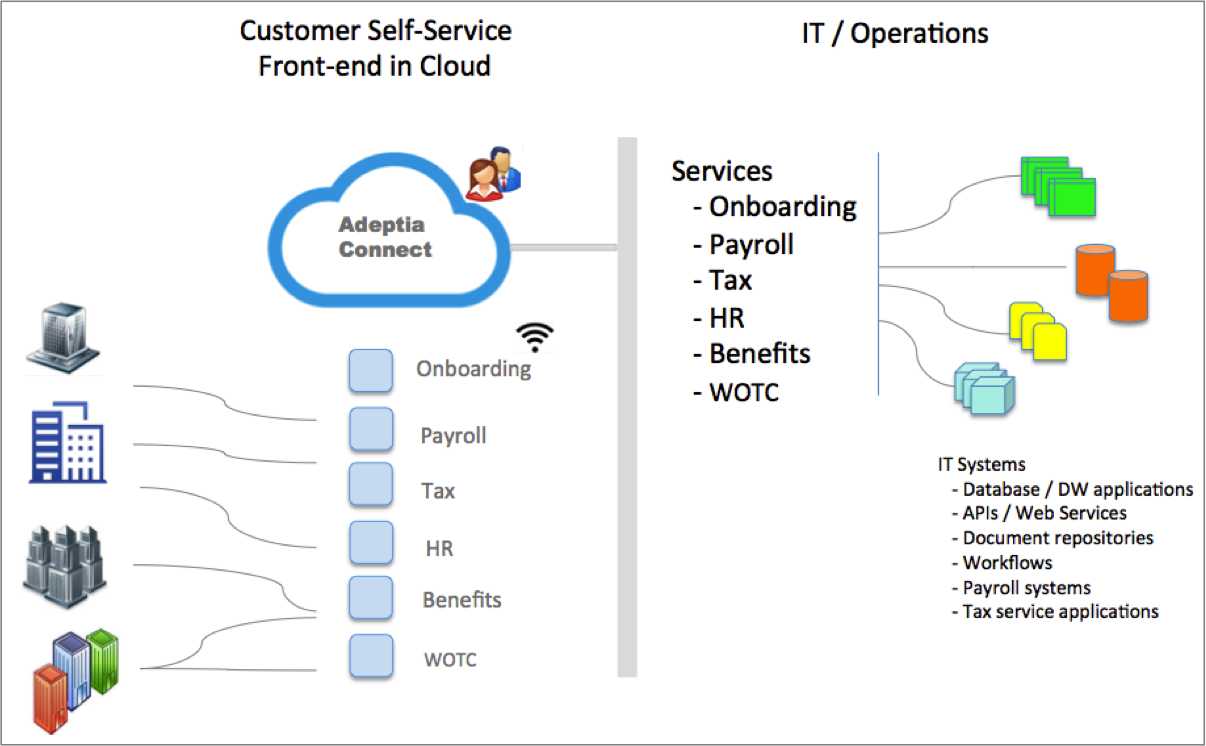 Customer Self-Service
Front-end in Cloud
IT / Operations
Adeptia
Connect
Onboarding
Payroll
Tax
HR
Benefits
WOTC
Services
- Onboarding
- Payroll
- Tax
- HR
- Benefits
- WOTC
IT Systems
- Database / DW applications
- APIs / Web Services
- Document repositories
- Workflows
- Payroll systems
- Tax service applications